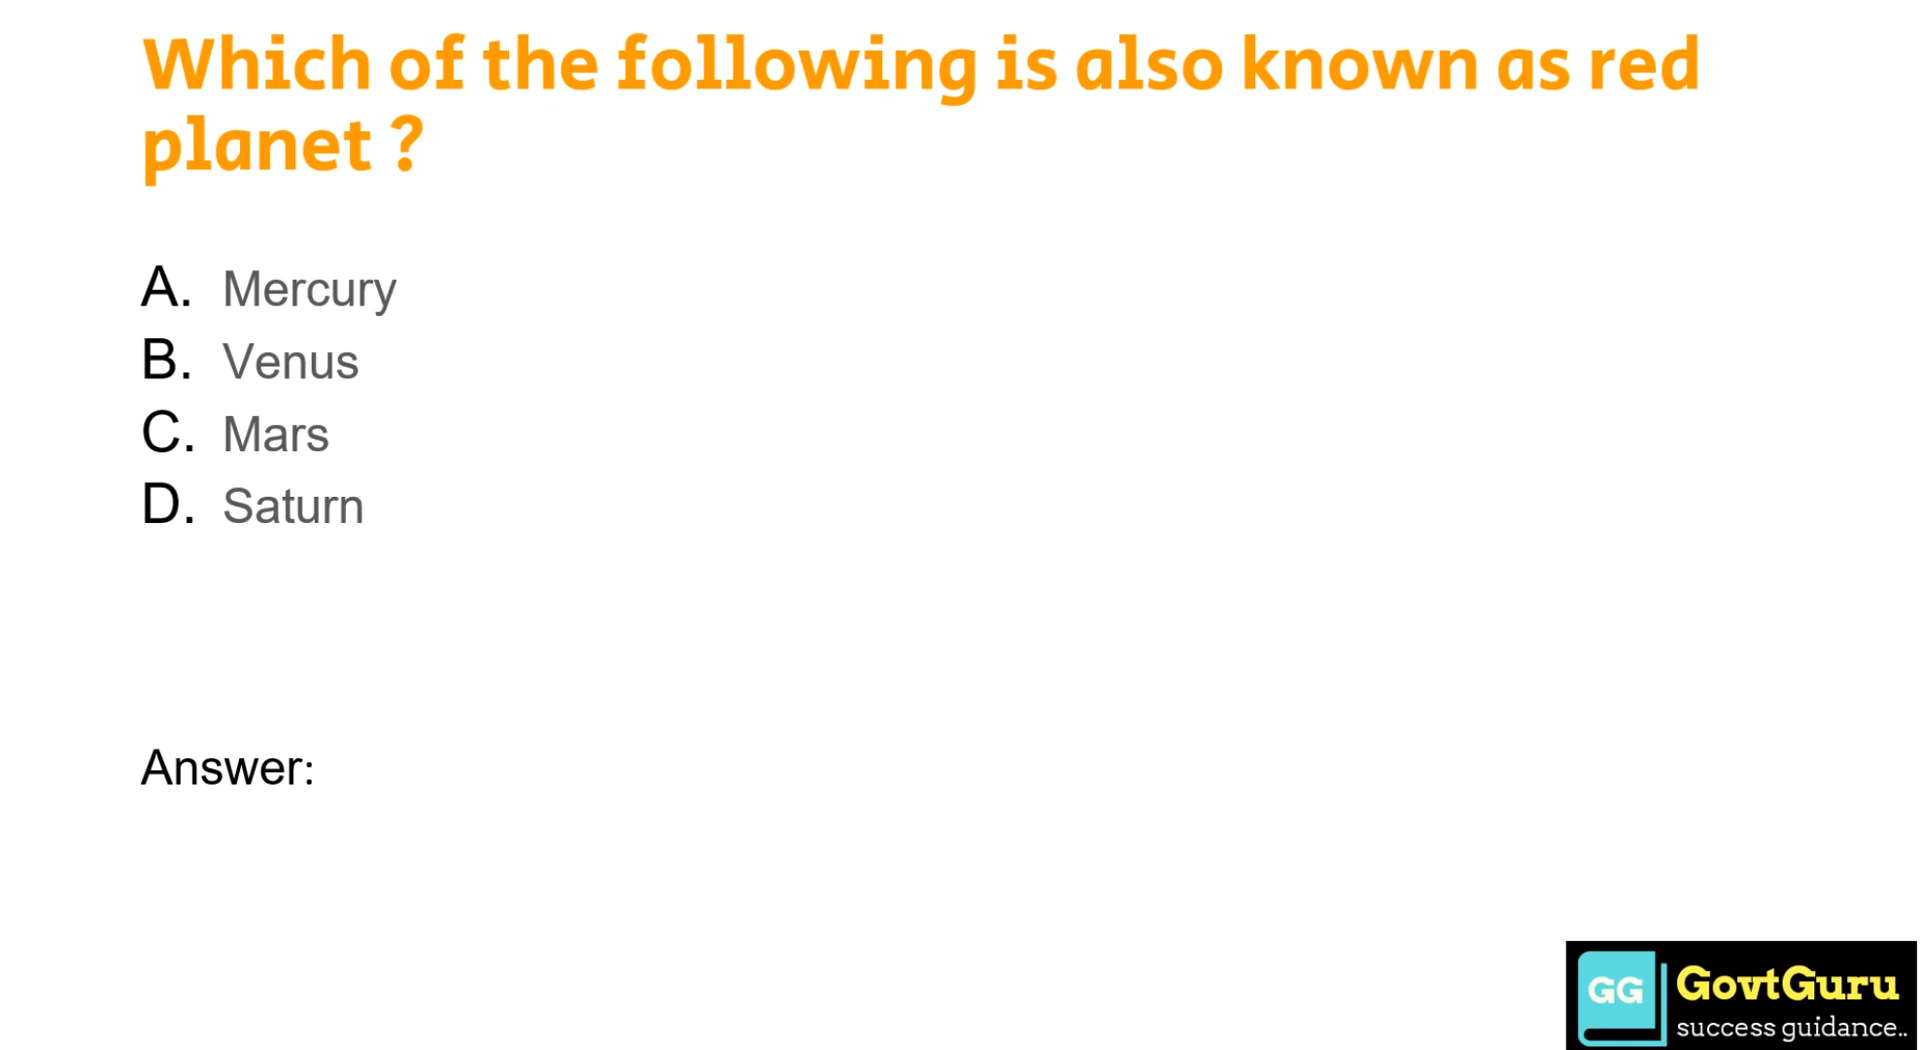 Which of the following is also known as red
planet ?
A. Mercury
B. Venus
C. Mars
D. Saturn
Answer:
GG GovtGuru
success guidance..